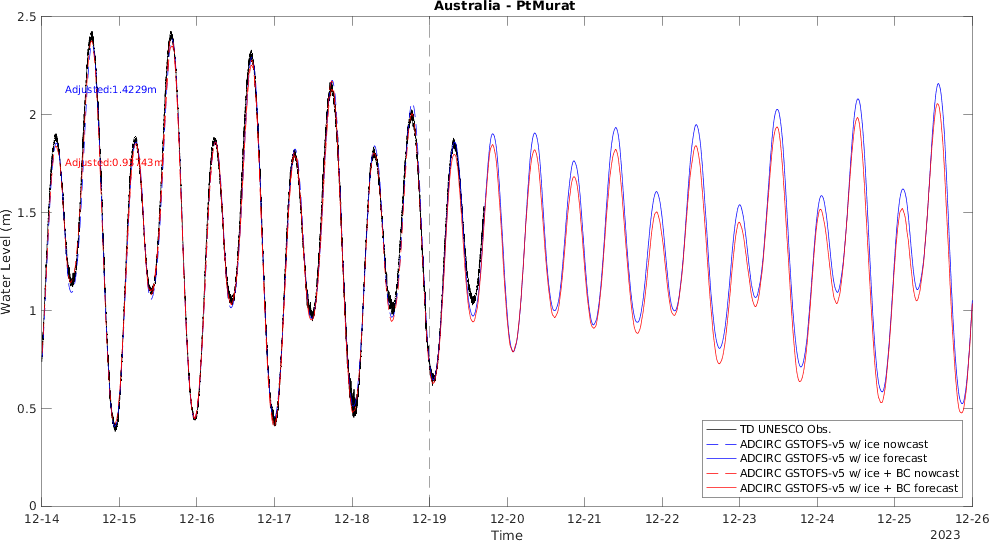 Australia - PtMurat
2.5
2
1.5
1
0.5
0
Water Level (m)
Adjusted:1.4229m
Adjusted:0.93743m
TD UNESCO Obs.
ADCIRC GSTOFS-v5 w/ ice nowcast
ADCIRC GSTOFS-v5 w/ ice forecast
ADCIRC GSTOFS-v5 w/ ice + BC nowcast
ADCIRC GSTOFS-v5 w/ ice + BC forecast
12-14 12-15 12-16 12-17 12-18 12-19 12-20 12-21 12-22 12-23 12-24 12-25 12-26
Time
2023